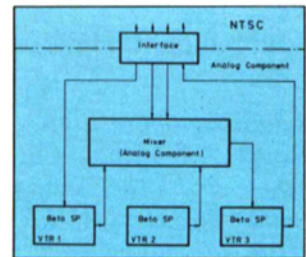 NTSC
Interface
Analog Component
Mixer
(Analog Component)
Beta SP
VTR 1
Beta SP
VTR 2
Beta SP
VTR 3